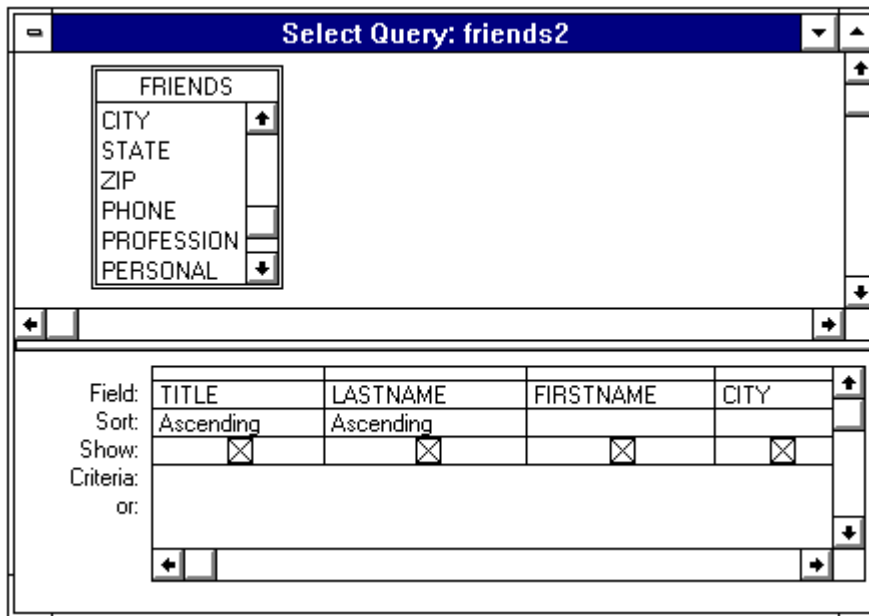 Select Query: friends2
FRIENDS
CITY
STATE
ZIP
PHONE
PROFESSION
PERSONAL
Field: TITLE LASTNAME FIRSTNAME CITY
Sort: Ascending Ascending
Show:
Criteria:
or: